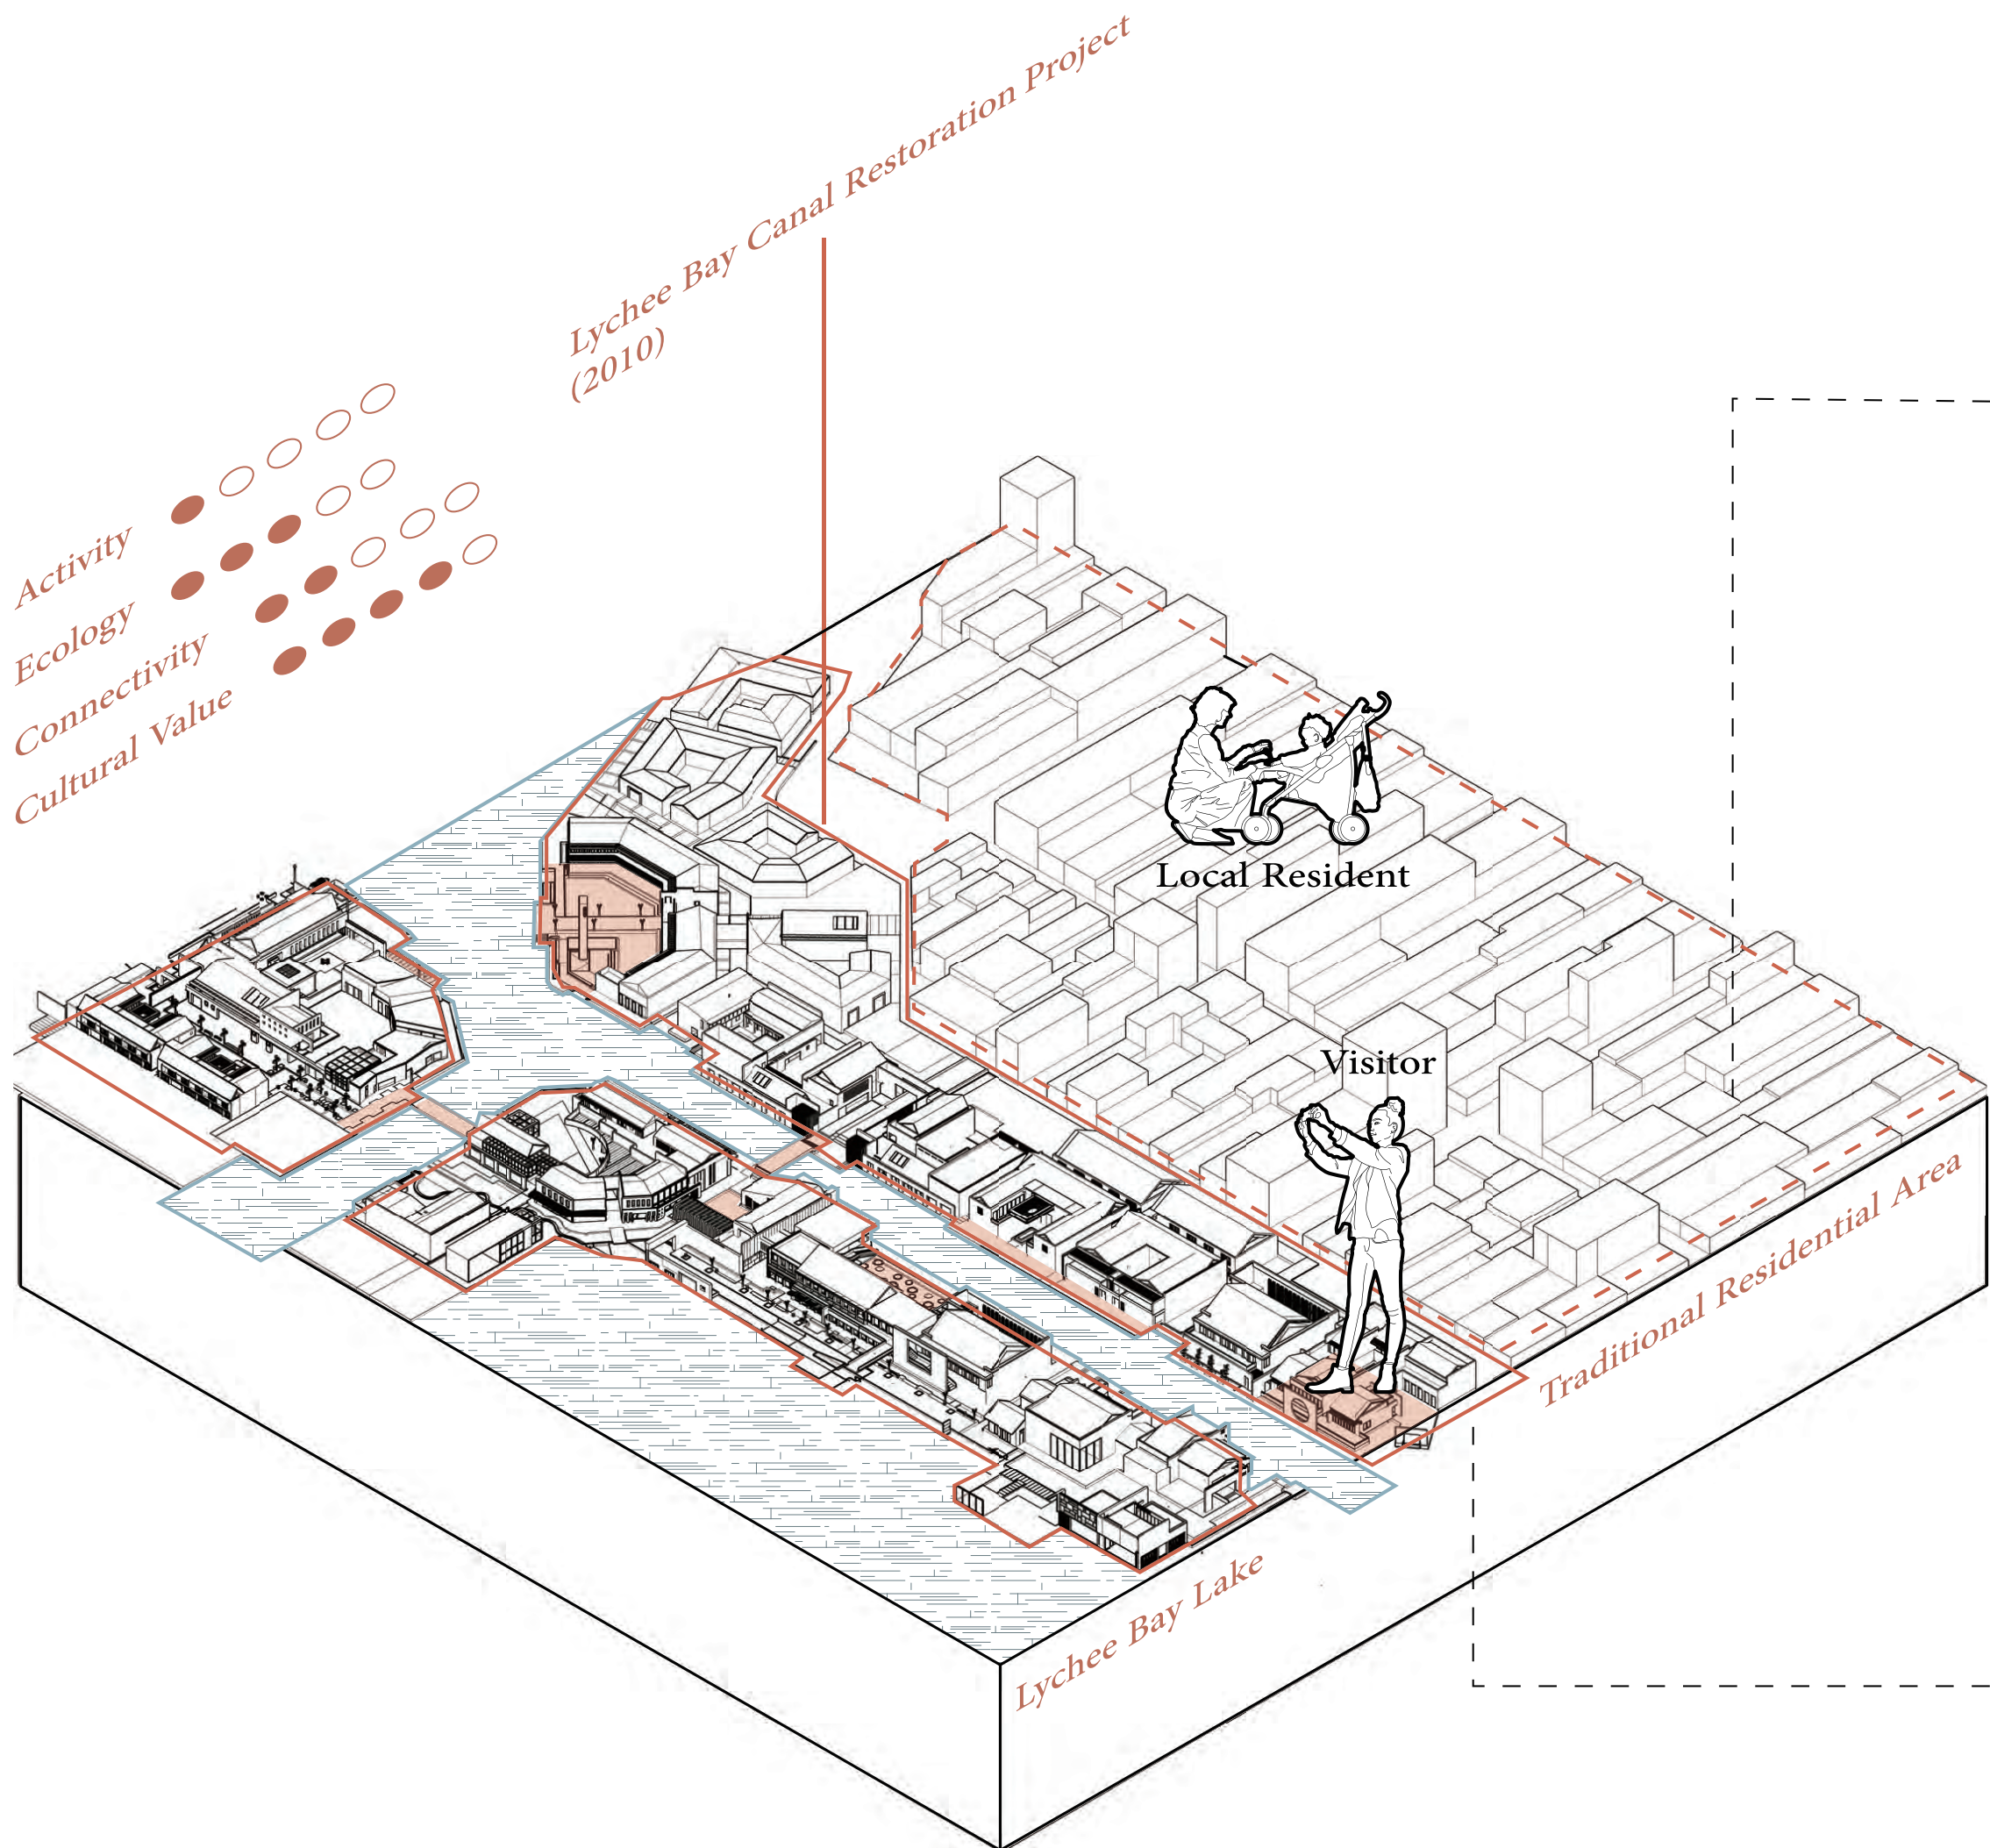 Lychee Bay Canal Restoration Project
(2010)
Activity
Ecology
Connectivity
Cultural Value
Local Resident
Visitor
Traditional Residential Area
Lychee Bay Lake